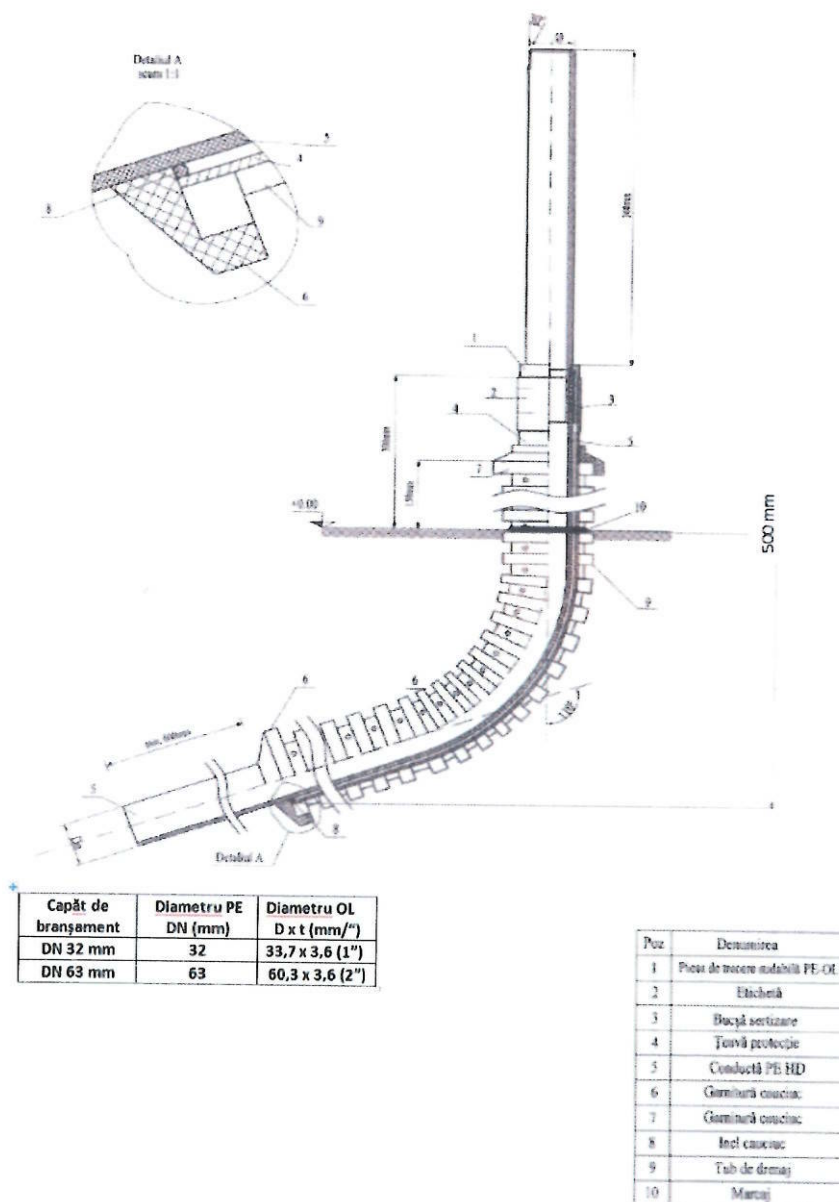 Detaliul A
scara 1:1
5
4
8
9
6
1
2
3
4
5
7
300mm
150mm
±0.00
10
500 mm
9
6
6
min. 600mm
5
8
Detaliul A
Capăt de branșament | Diametru PE DN (mm) | Diametru OL D x t (mm/“)
DN 32 mm | 32 | 33,7 x 3,6 (1”)
DN 63 mm | 63 | 60,3 x 3,6 (2”)
Poz | Denumirea
1 | Piesa de trecere sudabilă PE-OL
2 | Etichetă
3 | Bucșă sertizare
4 | Țeavă protecție
5 | Conductă PE HD
6 | Garnitură cauciuc
7 | Garnitură cauciuc
8 | Inel cauciuc
9 | Tub de drenaj
10 | Marcaj